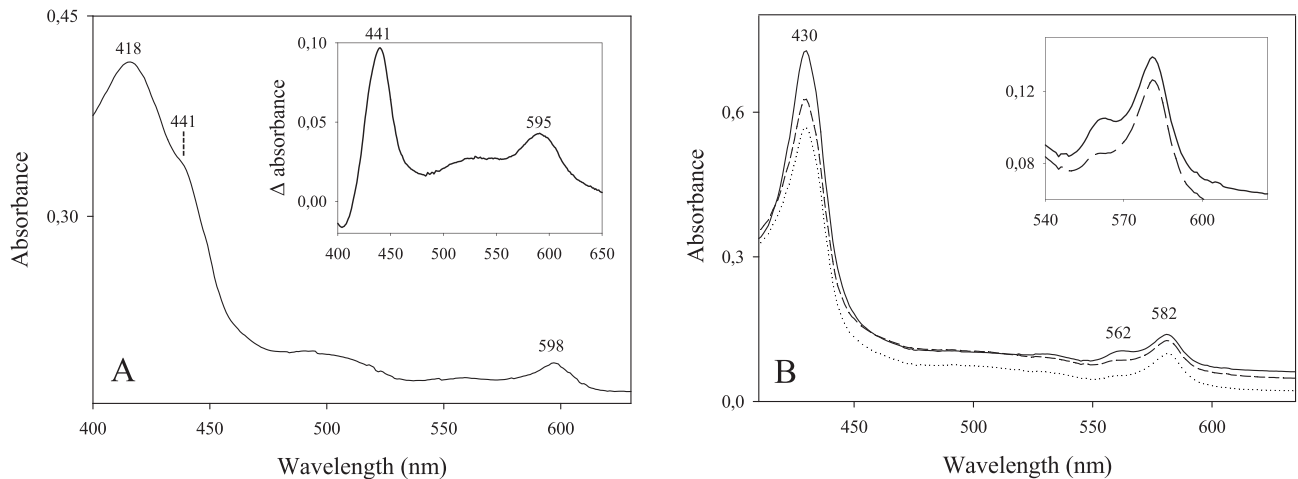 0,45
0,30
Absorbance
418
441
598
A
400 450 500 550 600
Wavelength (nm)
0,10
0,05
0,00
Δ absorbance
441
595
400 450 500 550 600 650
0,6
0,3
0,0
Absorbance
430
562
582
B
450 500 550 600
Wavelength (nm)
0,12
0,08
540 570 600